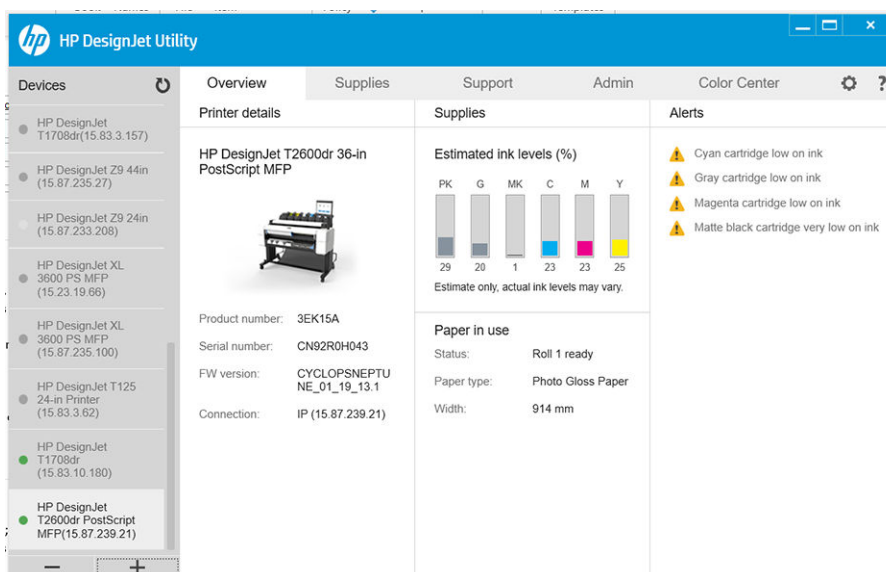 hp HP DesignJet Utility
Devices
HP DesignJet
T1708dr(15.83.3.157)
HP DesignJet Z9 44in
(15.87.235.27)
HP DesignJet Z9 24in
(15.87.233.208)
HP DesignJet XL
3600 PS MFP
(15.23.19.66)
HP DesignJet XL
3600 PS MFP
(15.87.235.100)
HP DesignJet T125
24-in Printer
(15.83.3.62)
HP DesignJet
T1708dr
(15.83.10.180)
HP DesignJet
T2600dr PostScript
MFP(15.87.239.21)
Overview Supplies Support Admin Color Center ?
Printer details
HP DesignJet T2600dr 36-in
PostScript MFP
Product number: 3EK15A
Serial number: CN92R0H043
FW version: CYCLOPSNEPTU
NE_01_19_13.1
Connection: IP (15.87.239.21)
Supplies
Estimated ink levels (%)
PK G MK C M Y
29 20 1 23 23 25
Estimate only, actual ink levels may vary.
Paper in use
Status: Roll 1 ready
Paper type: Photo Gloss Paper
Width: 914 mm
Alerts
Cyan cartridge low on ink
Gray cartridge low on ink
Magenta cartridge low on ink
Matte black cartridge very low on ink